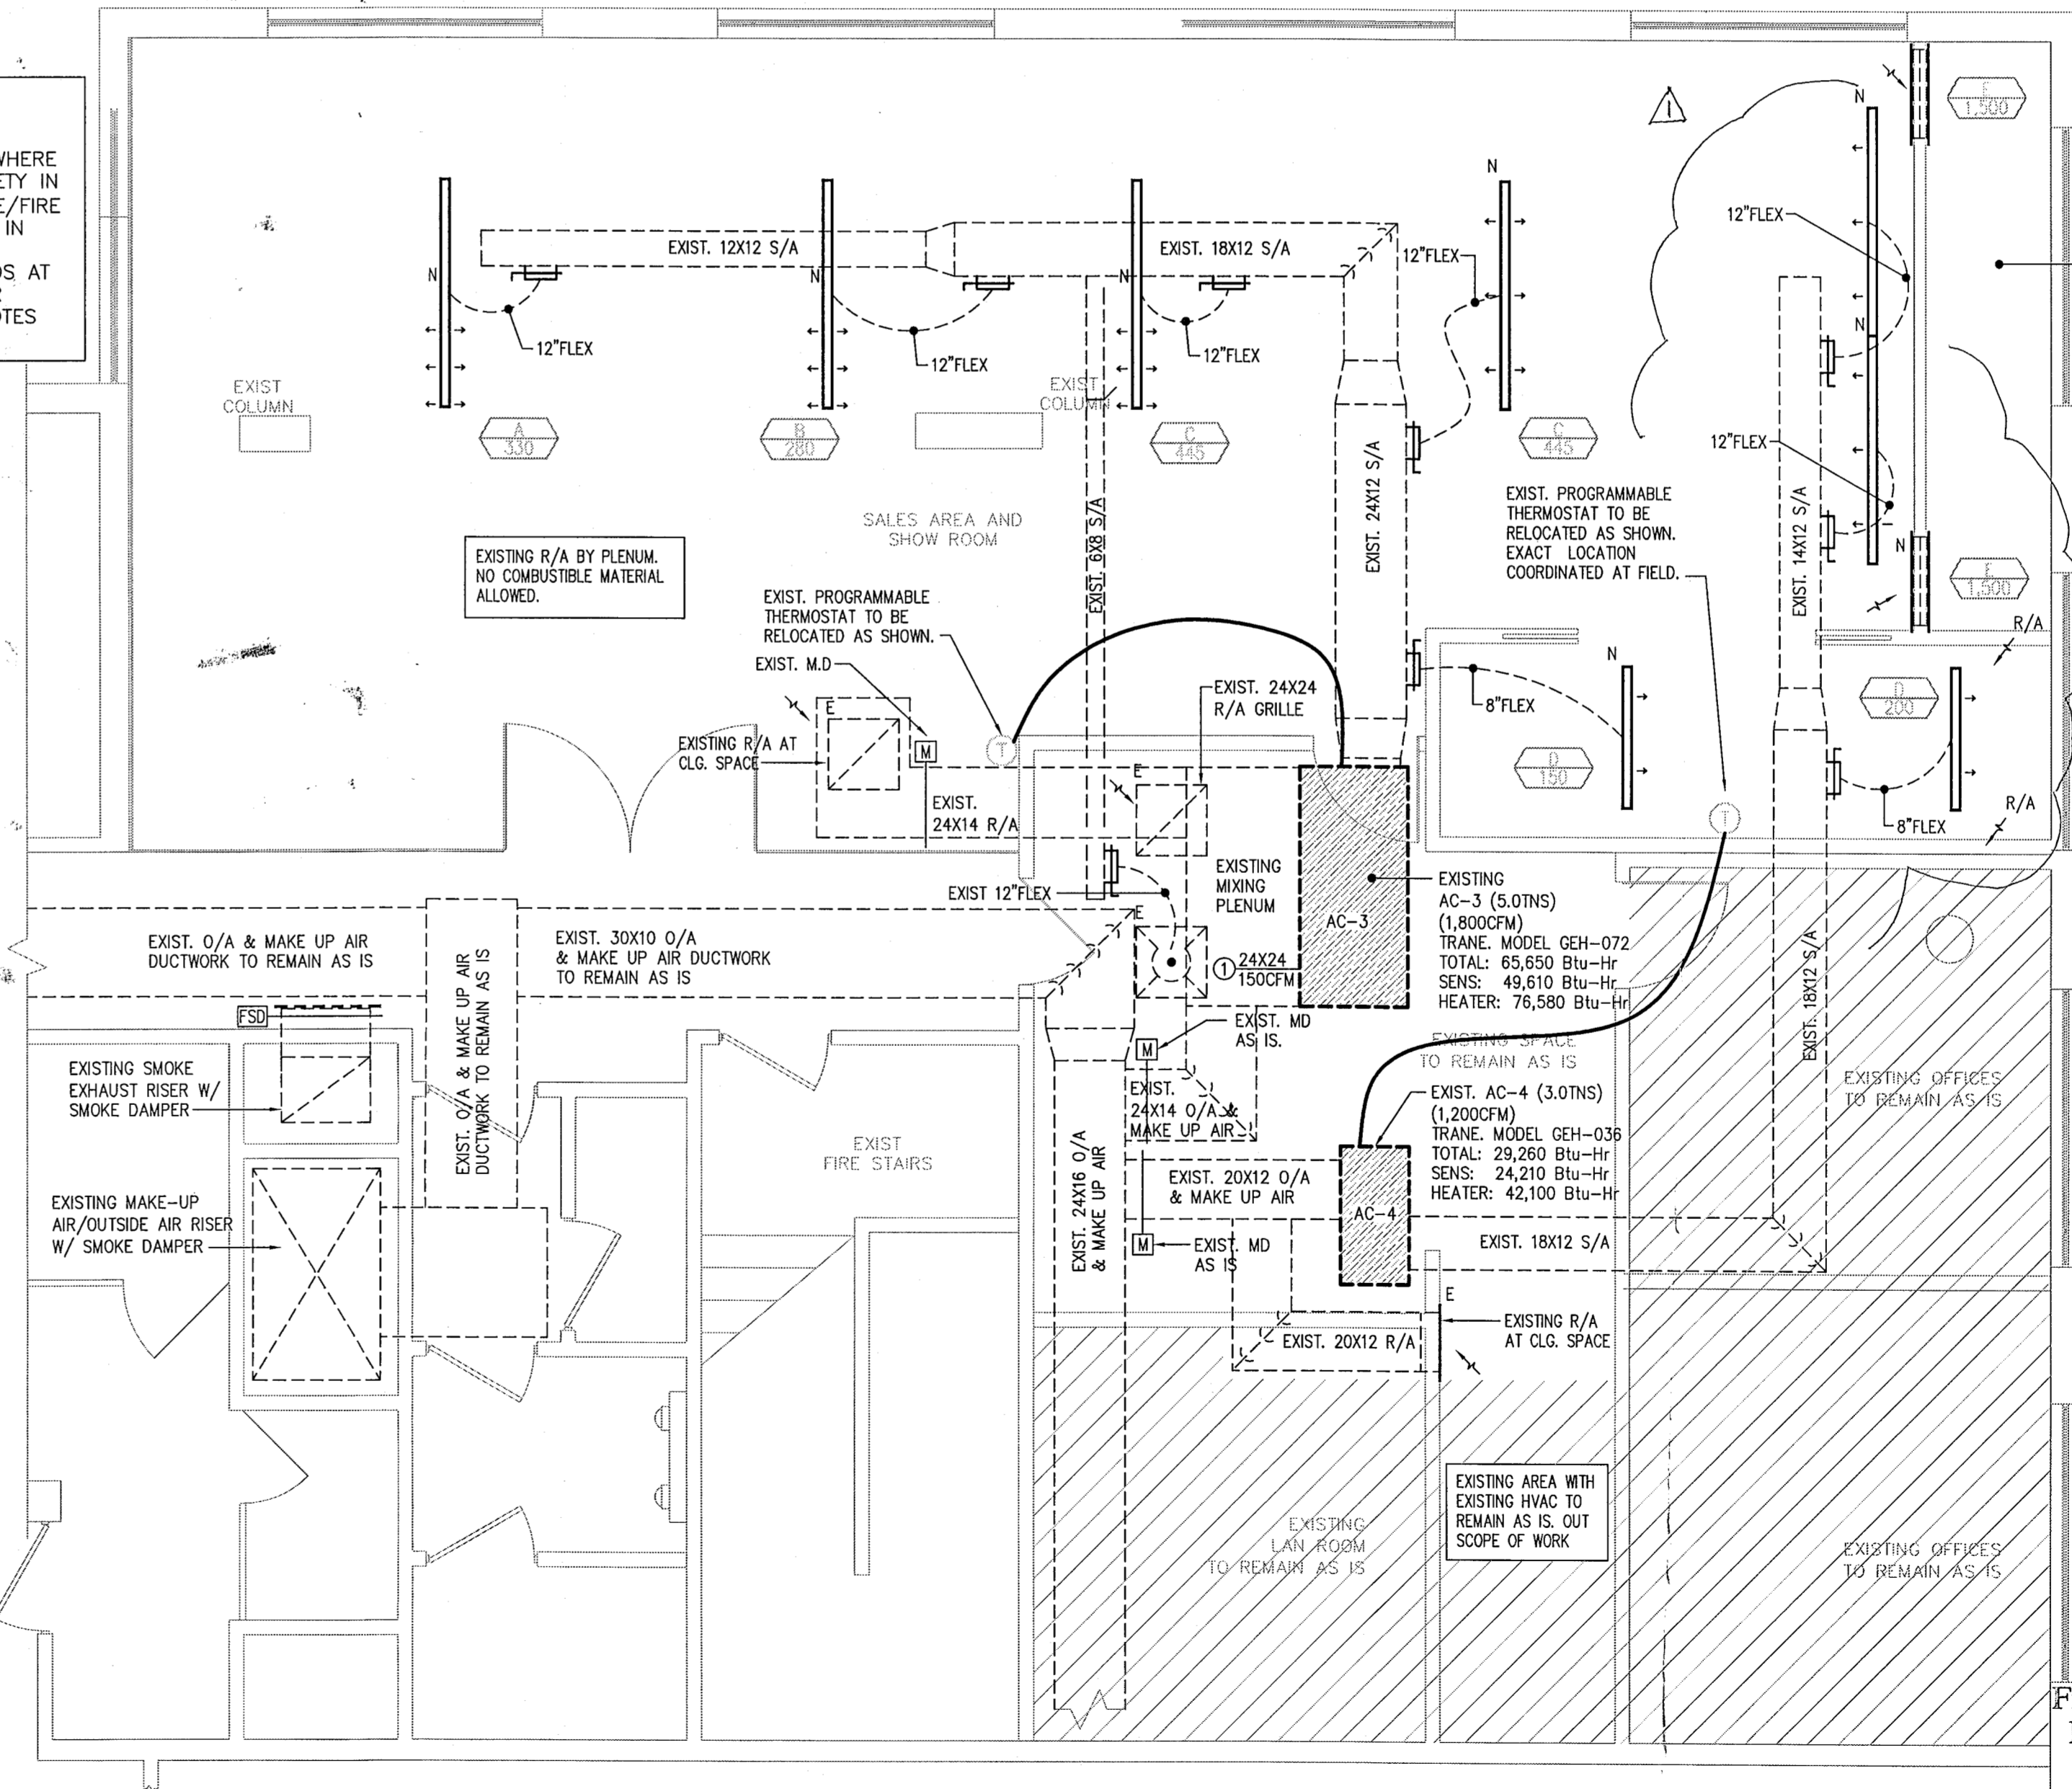 WHERE
ETY IN
E/FIRE
IN
DS AT
TES
1
N
N
N
N
N
N
N
N
E
1,500
12"FLEX
EXIST. 12X12 S/A
EXIST. 18X12 S/A
12"FLEX
12"FLEX
12"FLEX
12"FLEX
EXIST
COLUMN
EXIST
COLUMN
A
330
B
280
C
445
C
445
12"FLEX
EXIST. 24X12 S/A
EXIST. 14X12 S/A
EXIST. 6X8 S/A
SALES AREA AND
SHOW ROOM
EXISTING R/A BY PLENUM.
NO COMBUSTIBLE MATERIAL
ALLOWED.
EXIST. PROGRAMMABLE
THERMOSTAT TO BE
RELOCATED AS SHOWN.
EXACT LOCATION
COORDINATED AT FIELD.
E
1,500
EXIST. PROGRAMMABLE
THERMOSTAT TO BE
RELOCATED AS SHOWN.
EXIST. M.D
R/A
EXIST. 24X24
R/A GRILLE
8"FLEX
D
200
D
150
E
M
T
EXISTING R/A AT
CLG. SPACE
EXIST.
24X14 R/A
E
T
R/A
8"FLEX
EXISTING
MIXING
PLENUM
EXIST 12"FLEX
E
AC-3
EXISTING
AC-3 (5.0TNS)
(1,800CFM)
TRANE. MODEL GEH-072
TOTAL: 65,650 Btu-Hr
SENS: 49,610 Btu-Hr
HEATER: 76,580 Btu-Hr
1
24X24
150CFM
EXIST. O/A & MAKE UP AIR
DUCTWORK TO REMAIN AS IS
EXIST. O/A & MAKE UP AIR
DUCTWORK TO REMAIN AS IS
EXIST. 30X10 O/A
& MAKE UP AIR DUCTWORK
TO REMAIN AS IS
FSD
EXIST. MD
AS IS.
M
EXISTING SPACE
TO REMAIN AS IS
EXIST. 18X12 S/A
EXISTING SMOKE
EXHAUST RISER W/
SMOKE DAMPER
EXIST.
24X14 O/A &
MAKE UP AIR
EXIST. AC-4 (3.0TNS)
(1,200CFM)
TRANE. MODEL GEH-036
TOTAL: 29,260 Btu-Hr
SENS: 24,210 Btu-Hr
HEATER: 42,100 Btu-Hr
EXISTING OFFICES
TO REMAIN AS IS
EXIST
FIRE STAIRS
EXIST. 24X16 O/A
& MAKE UP AIR
EXIST. 20X12 O/A
& MAKE UP AIR
AC-4
EXISTING MAKE-UP
AIR/OUTSIDE AIR RISER
W/ SMOKE DAMPER
M
EXIST. MD
AS IS
EXIST. 18X12 S/A
E
EXIST. 20X12 R/A
EXISTING R/A
AT CLG. SPACE
EXISTING AREA WITH
EXISTING HVAC TO
REMAIN AS IS. OUT
SCOPE OF WORK
EXISTING
LAN ROOM
TO REMAIN AS IS
EXISTING OFFICES
TO REMAIN AS IS
F